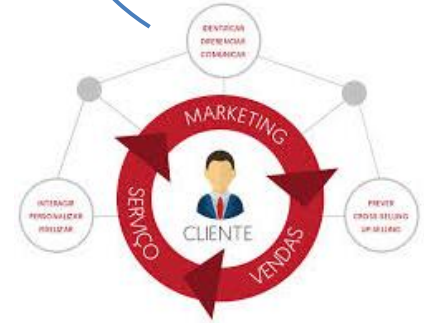 IDENTIFICAR
DIFERENCIAR
COMUNICAR
MARKETING
INTERAGIR
PERSONALIZAR
FIDELIZAR
SERVIÇO
CLIENTE
VENDAS
PREVER
CROSS SELLING
UP SELLING